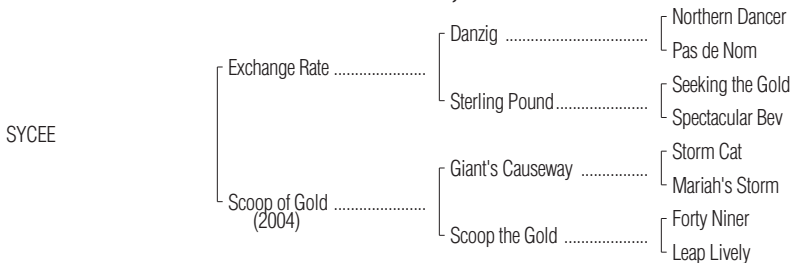 Northern Dancer
Danzig ..............................
Pas de Nom
Exchange Rate ......................
Seeking the Gold
Sterling Pound......................
Spectacular Bev
SYCEE
Storm Cat
Giant's Causeway ................
Mariah's Storm
Scoop of Gold ......................
(2004)
Forty Niner
Scoop the Gold ....................
Leap Lively